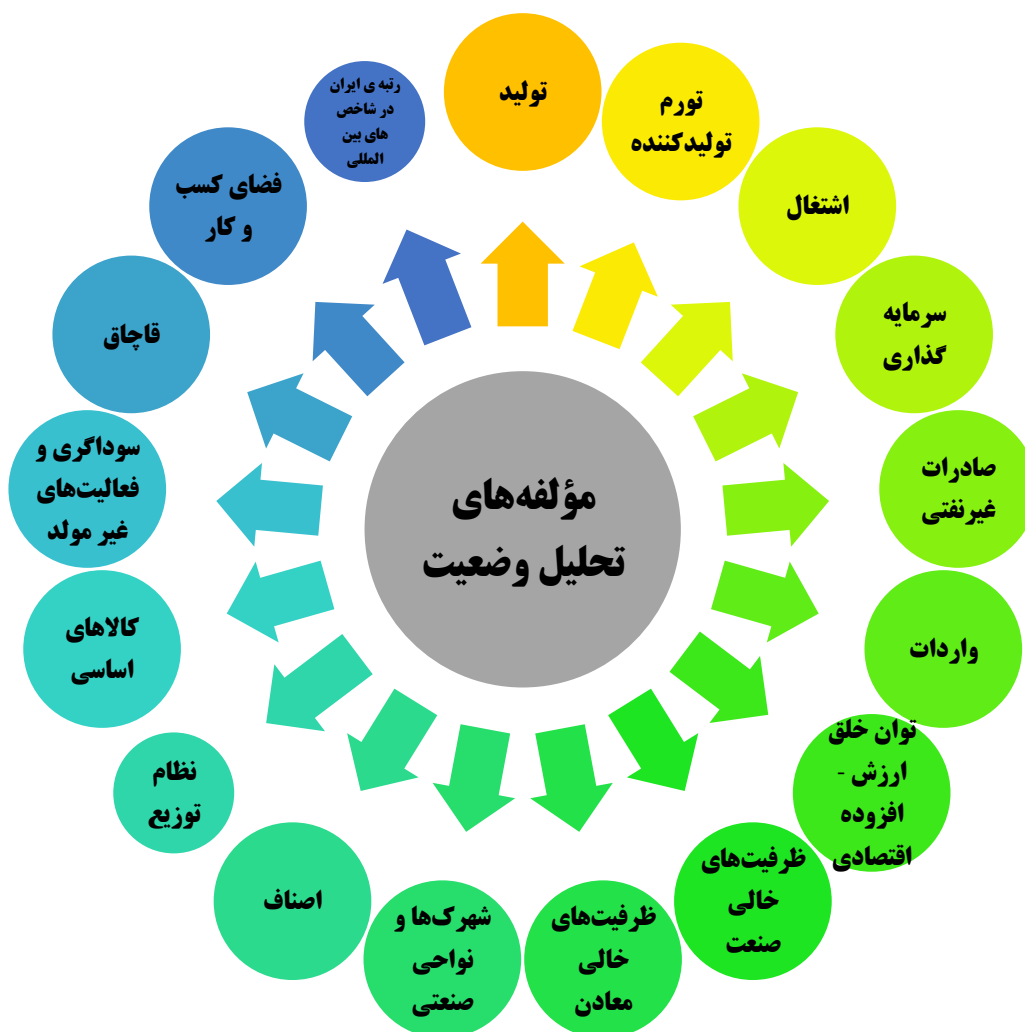 مؤلفه‌های
تحلیل وضعیت
تولید
تورم
تولیدکننده
اشتغال
سرمایه
گذاری
صادرات
غیرنفتی
واردات
توان خلق
ارزش -
افزوده
اقتصادی
ظرفیت‌های
خالی
صنعت
ظرفیت‌های
خالی
معادن
شهرک‌ها و
نواحی
صنعتی
اصناف
نظام
توزیع
کالاهای
اساسی
سوداگری و
فعالیت‌های
غیر مولد
قاچاق
فضای کسب
و کار
رتبه ی ایران
در شاخص
های بین
المللی